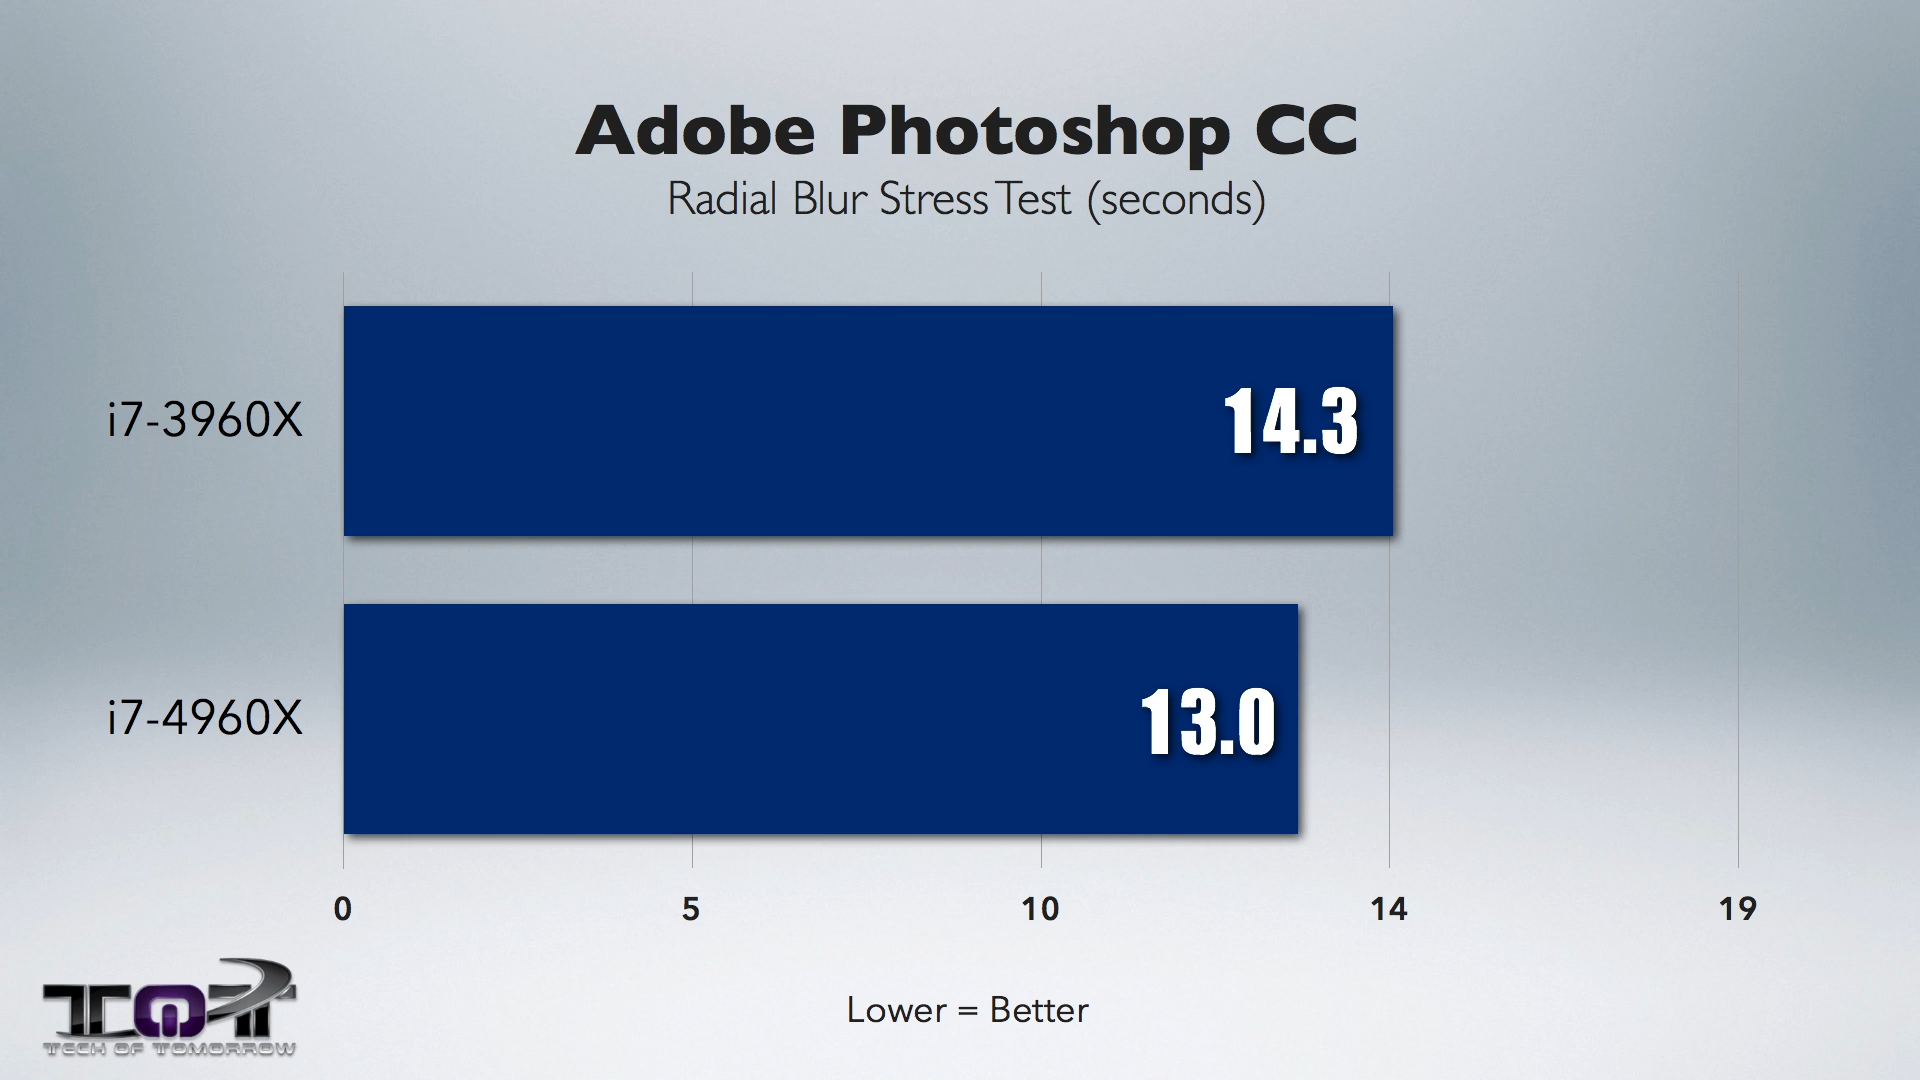 Adobe Photoshop CC
Radial Blur Stress Test (seconds)
i7-3960X
14.3
i7-4960X
13.0
0 5 10 14 19
Lower = Better
TOT
TECH OF TOMORROW